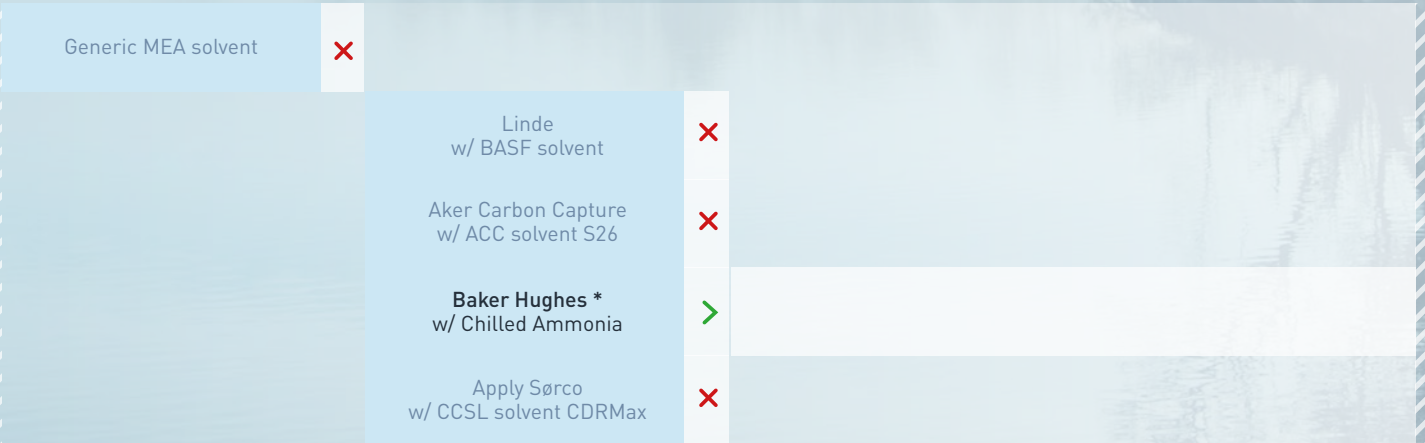 Generic MEA solvent
Linde
w/ BASF solvent
Aker Carbon Capture
w/ ACC solvent S26
Baker Hughes *
w/ Chilled Ammonia
Apply Sørco
w/ CCSL solvent CDRMax